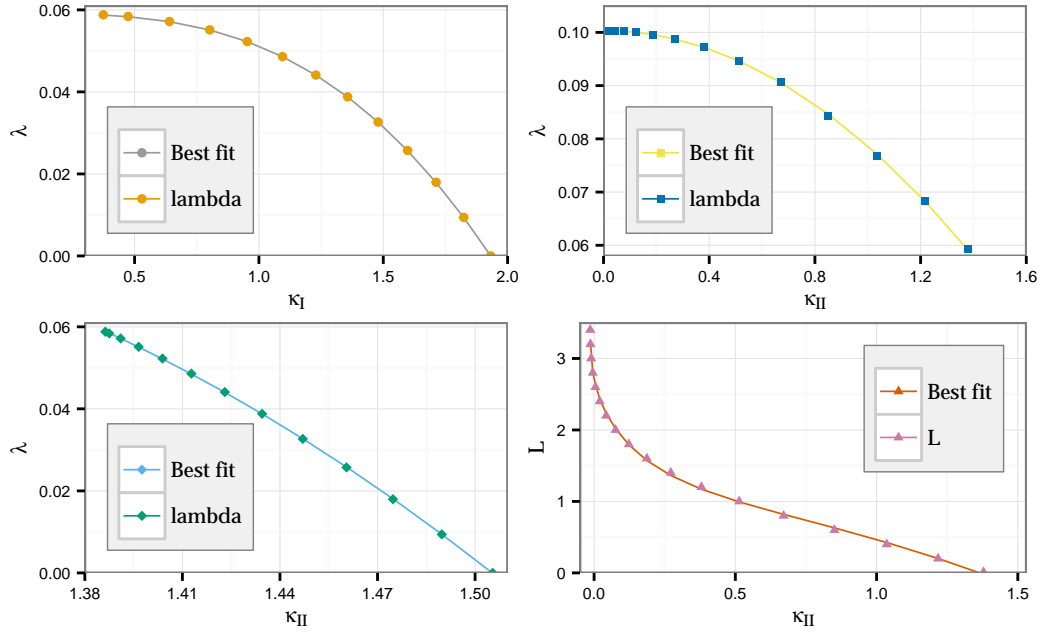 0.06
0.04
0.02
0.00
λ
Best fit
lambda
0.5
1.0
1.5
2.0
κI
0.10
0.09
0.08
0.07
0.06
λ
Best fit
lambda
0.0
0.4
0.8
1.2
1.6
κII
0.06
0.04
0.02
0.00
λ
Best fit
lambda
1.38
1.41
1.44
1.47
1.50
κII
3
2
1
0
L
Best fit
L
0.0
0.5
1.0
1.5
κII